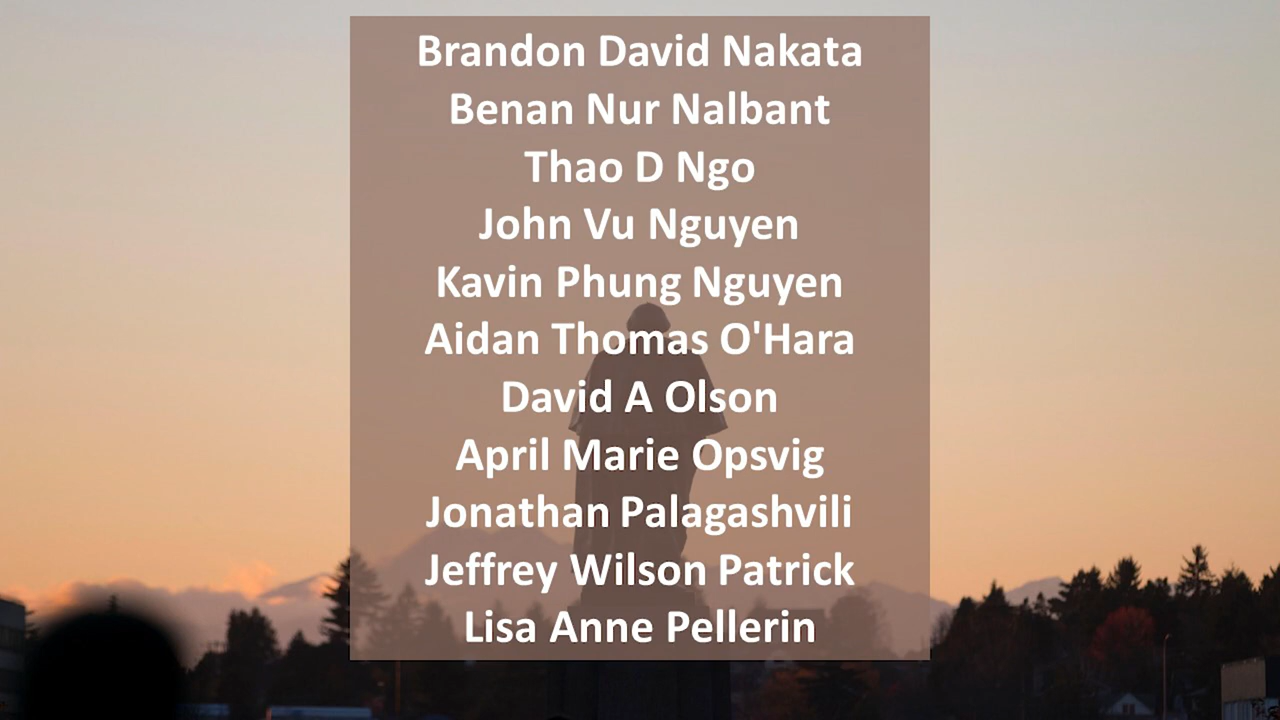 Brandon David Nakata
Benan Nur Nalbant
Thao D Ngo
John Vu Nguyen
Kavin Phung Nguyen
Aidan Thomas O'Hara
David A Olson
April Marie Opsvig
Jonathan Palagashvili
Jeffrey Wilson Patrick
Lisa Anne Pellerin